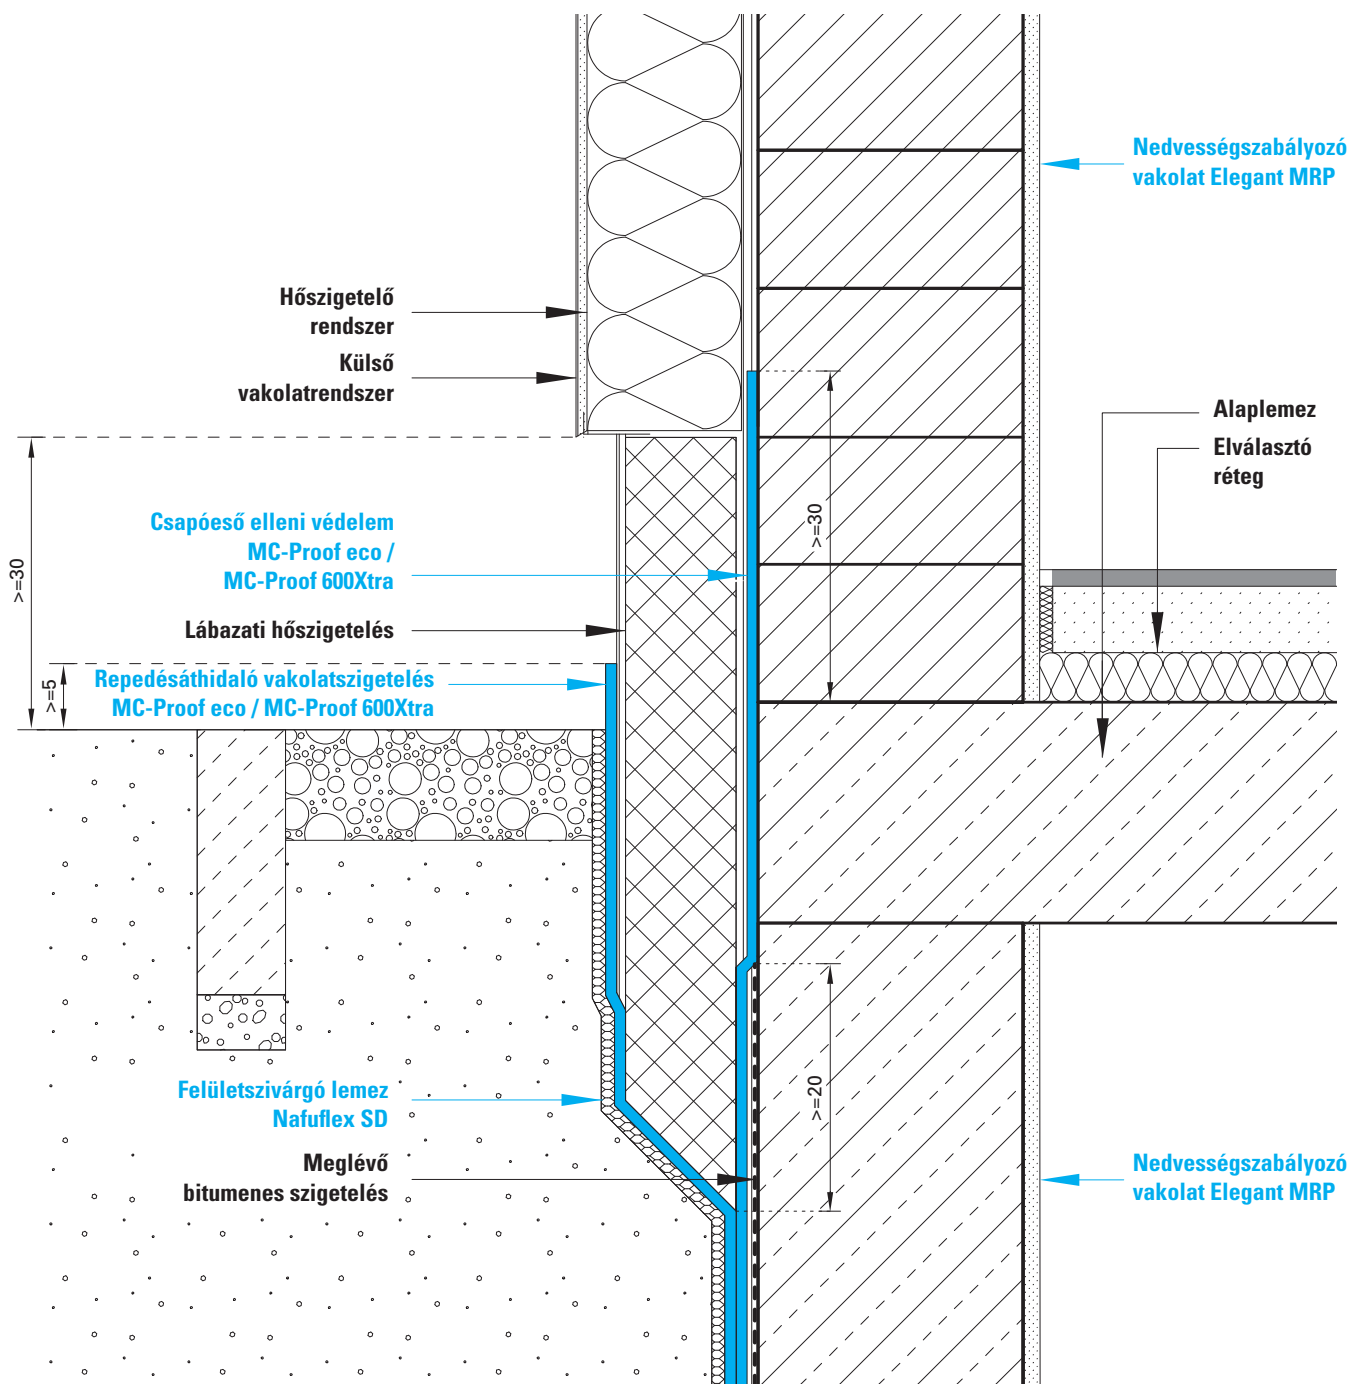 Nedvességszabályozó
vakolat Elegant MRP
Hőszigetelő
rendszer
Külső
vakolatrendszer
Alaplemez
Elválasztó
réteg
>=30
>=30
Csapóeső elleni védelem
MC-Proof eco /
MC-Proof 600Xtra
Lábazati hőszigetelés
>=5
Repedésáthidaló vakolatszigetelés
MC-Proof eco / MC-Proof 600Xtra
Felületszivárgó lemez
Nafuflex SD
>=20
Meglévő
bitumenes szigetelés
Nedvességszabályozó
vakolat Elegant MRP